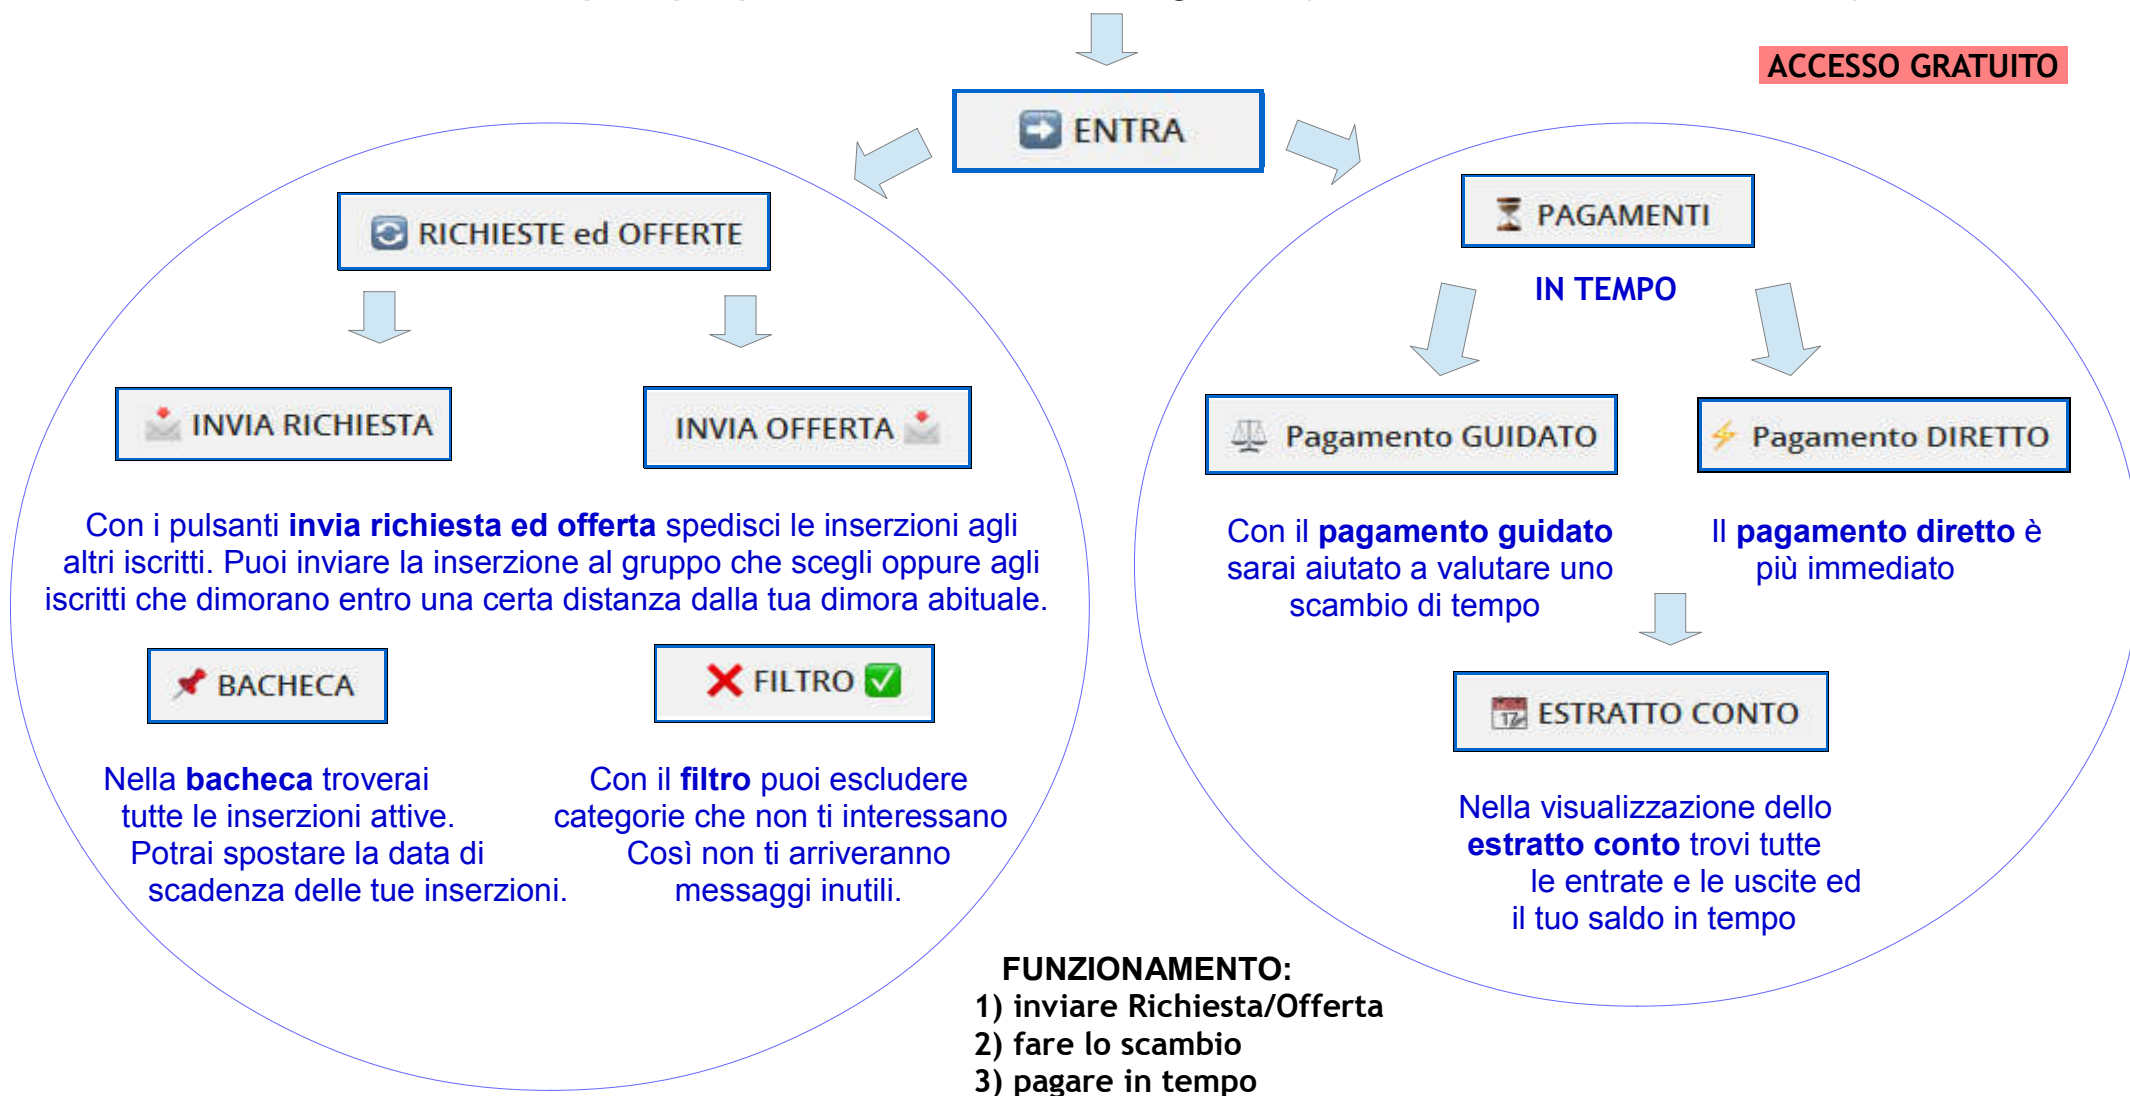 ACCESSO GRATUITO
ENTRA
RICHIESTE ed OFFERTE
INVIA RICHIESTA
INVIA OFFERTA
Con i pulsanti invia richiesta ed offerta spedisci le inserzioni agli
altri iscritti. Puoi inviare la inserzione al gruppo che scegli oppure agli
iscritti che dimorano entro una certa distanza dalla tua dimora abituale.
BACHECA
FILTRO
Nella bacheca troverai
tutte le inserzioni attive.
Potrai spostare la data di
scadenza delle tue inserzioni.
Con il filtro puoi escludere
categorie che non ti interessano
Così non ti arriveranno
messaggi inutili.
PAGAMENTI
IN TEMPO
Pagamento GUIDATO
Pagamento DIRETTO
Con il pagamento guidato
sarai aiutato a valutare uno
scambio di tempo
Il pagamento diretto è
più immediato
17
ESTRATTO CONTO
Nella visualizzazione dello
estratto conto trovi tutte
le entrate e le uscite ed
il tuo saldo in tempo
FUNZIONAMENTO:
1) inviare Richiesta/Offerta
2) fare lo scambio
3) pagare in tempo